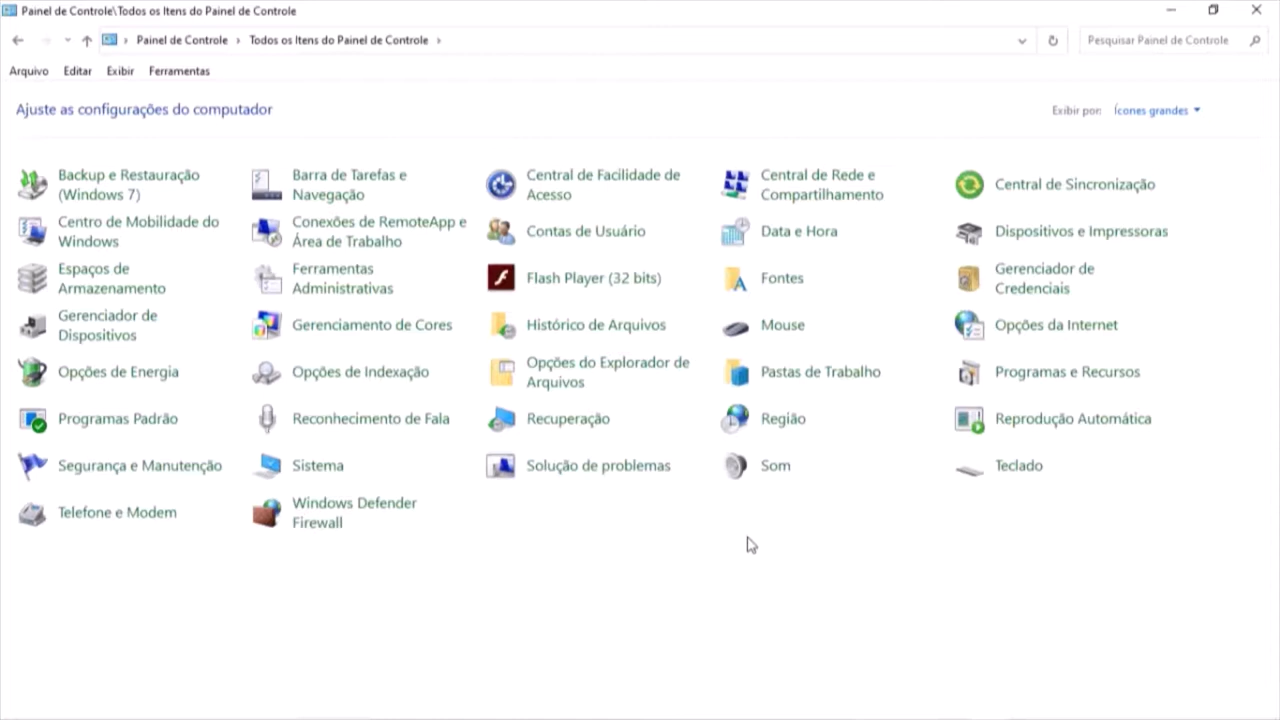 Painel de Controle\Todos os Itens do Painel de Controle
Painel de Controle › Todos os Itens do Painel de Controle ›
Pesquisar Painel de Controle
Arquivo Editar Exibir Ferramentas
Ajuste as configurações do computador
Exibir por: Ícones grandes
Backup e Restauração
(Windows 7)
Barra de Tarefas e
Navegação
Central de Facilidade de
Acesso
Central de Rede e
Compartilhamento
Central de Sincronização
Centro de Mobilidade do
Windows
Conexões de RemoteApp e
Área de Trabalho
Contas de Usuário
Data e Hora
Dispositivos e Impressoras
Espaços de
Armazenamento
Ferramentas
Administrativas
Flash Player (32 bits)
Fontes
Gerenciador de
Credenciais
Gerenciador de
Dispositivos
Gerenciamento de Cores
Histórico de Arquivos
Mouse
Opções da Internet
Opções de Energia
Opções de Indexação
Opções do Explorador de
Arquivos
Pastas de Trabalho
Programas e Recursos
Programas Padrão
Reconhecimento de Fala
Recuperação
Região
Reprodução Automática
Segurança e Manutenção
Sistema
Solução de problemas
Som
Teclado
Telefone e Modem
Windows Defender
Firewall